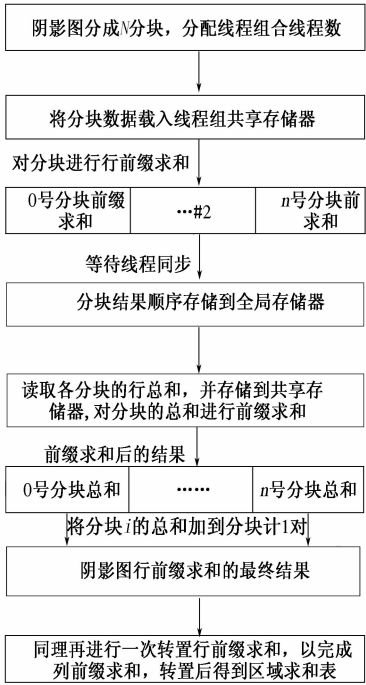 阴影图分成N分块，分配线程组合线程数
将分块数据载入线程组共享存储器
对分块进行行前缀求和
0号分块前缀
求和
…#2
n号分块前
求和
等待线程同步
分块结果顺序存储到全局存储器
读取各分块的行总和，并存储到共享存
储器,对分块的总和进行前缀求和
前缀求和后的结果
0号分块总和
……
n号分块总和
将分块i的总和加到分块计1对
阴影图行前缀求和的最终结果
同理再进行一次转置行前缀求和，以完成
列前缀求和，转置后得到区域求和表